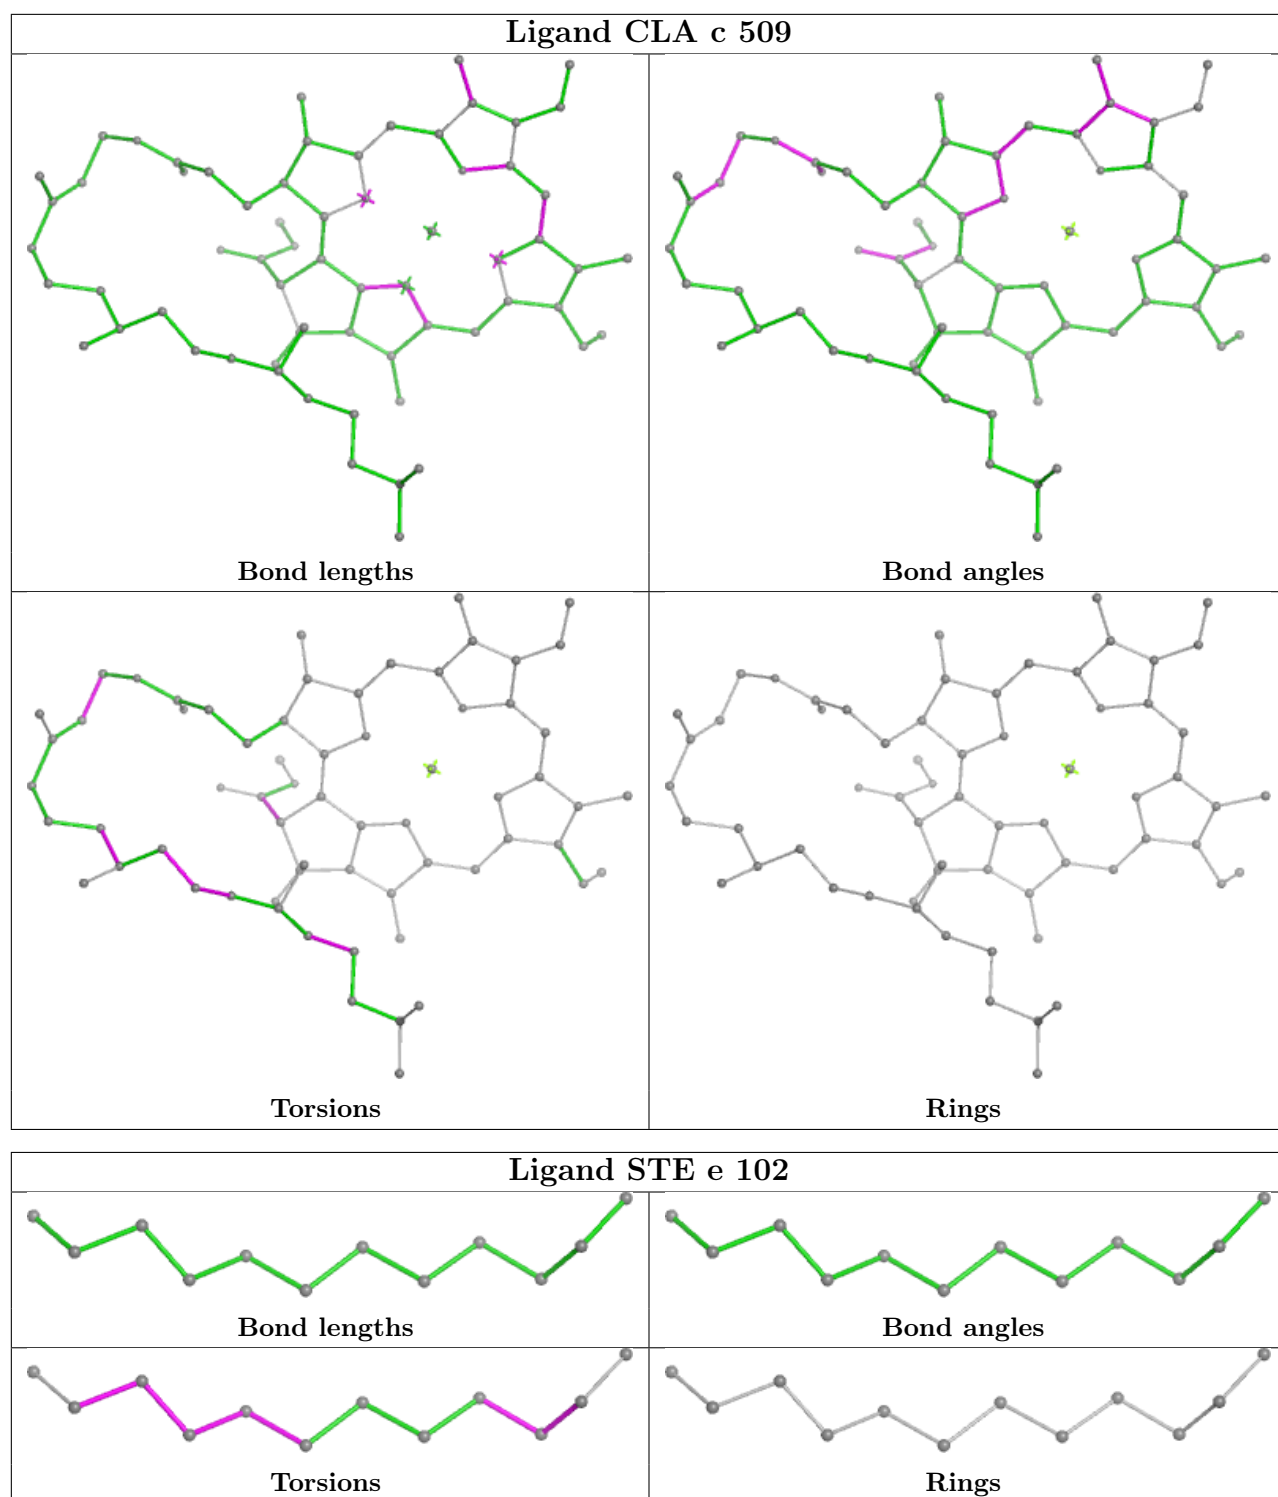 Ligand CLA c 509
Bond lengths
Bond angles
Torsions
Rings
Ligand STE e 102
Bond lengths
Bond angles
Torsions
Rings